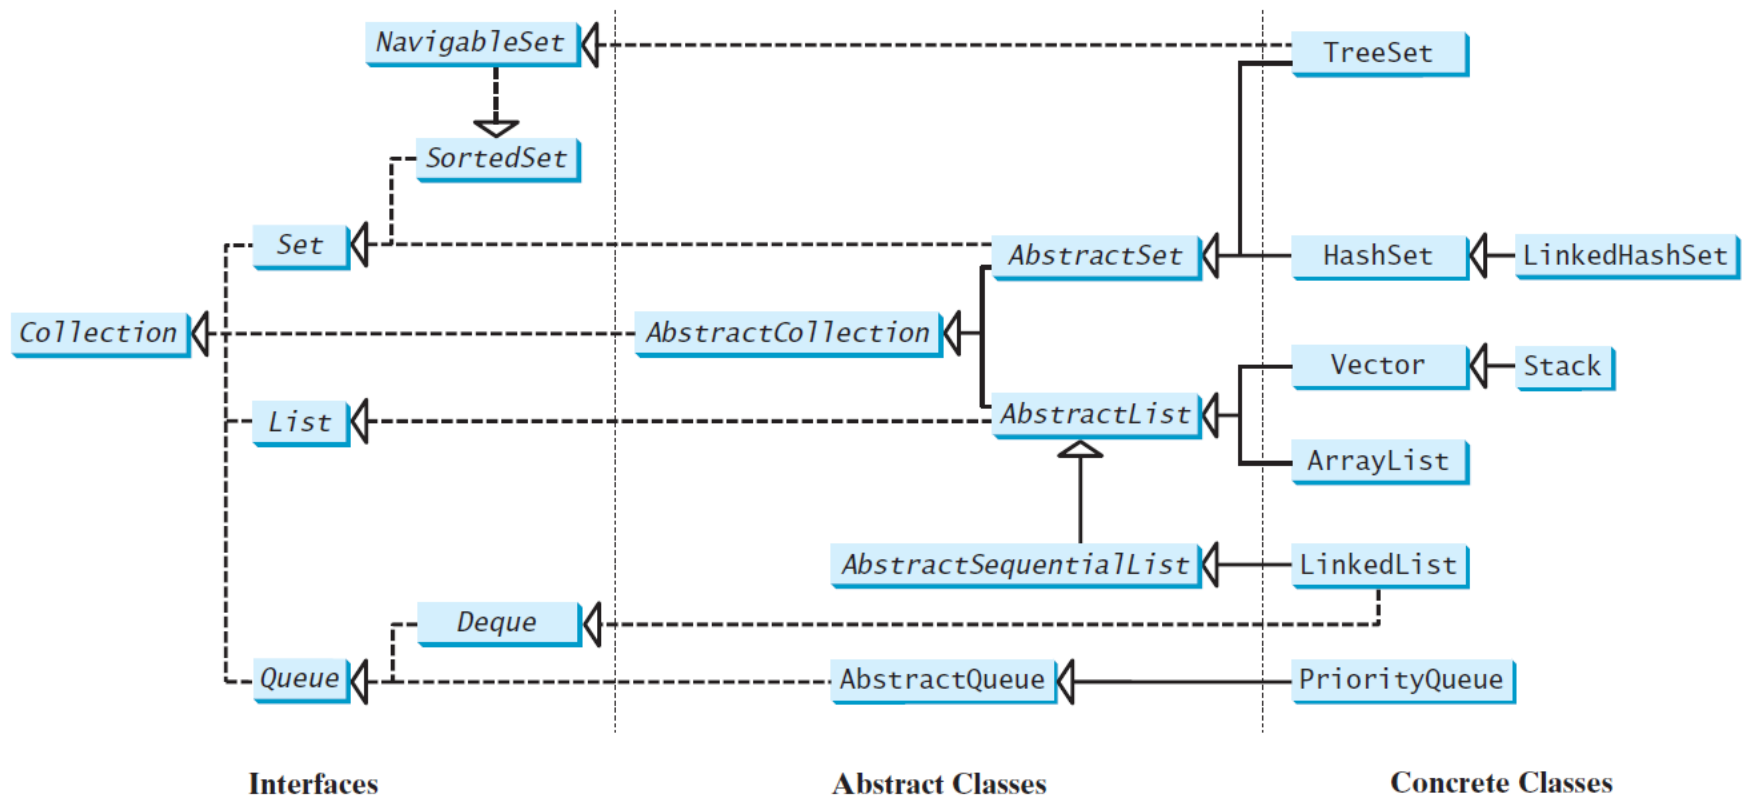 NavigableSet
TreeSet
SortedSet
Set
AbstractSet
HashSet
LinkedHashSet
Collection
AbstractCollection
Vector
Stack
List
AbstractList
ArrayList
AbstractSequentialList
LinkedList
Deque
Queue
AbstractQueue
PriorityQueue
Interfaces
Abstract Classes
Concrete Classes